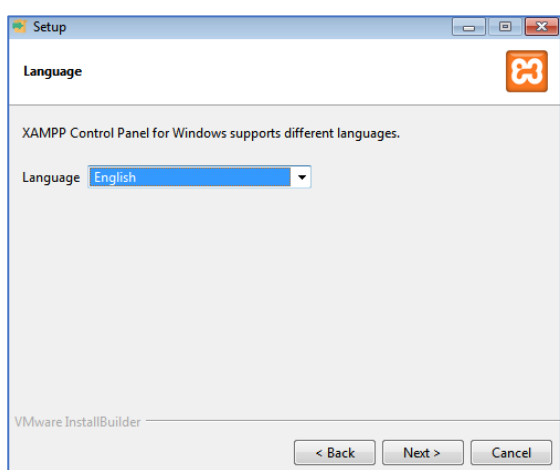 Setup
Language
XAMPP Control Panel for Windows supports different languages.
Language English
VMware InstallBuilder
< Back Next > Cancel